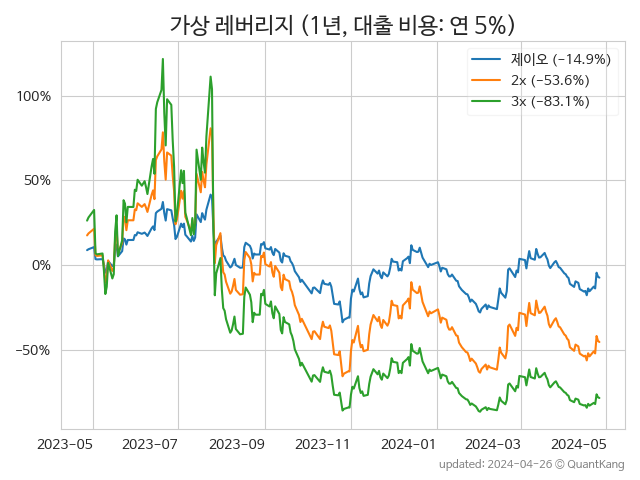 가상 레버리지 (1년, 대출 비용: 연 5%)
제이오 (−14.9%)
2x (−53.6%)
3x (−83.1%)
100%
50%
0%
−50%
2023-05 2023-07 2023-09 2023-11 2024-01 2024-03 2024-05
updated: 2024-04-26 © QuantKang